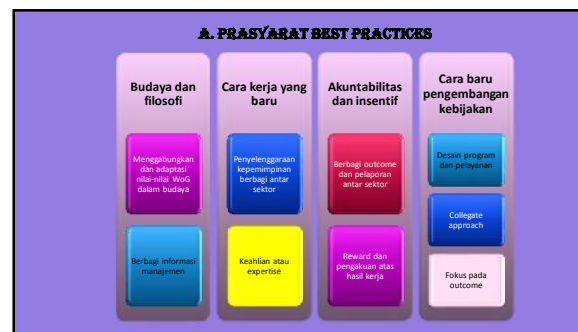 A. PRASYARAT BEST PRACTICES
Budaya dan
filosofi
Menggabungkan
dan adaptasi
nilai-nilai WoG
dalam budaya
Berbagi informasi
manajemen
Cara kerja yang
baru
Penyelenggaraan
kepemimpinan
berbagi antar
sektor
Keahlian atau
expertise
Akuntabilitas
dan insentif
Berbagi outcome
dan pelaporan
antar sektor
Reward dan
pengakuan atas
hasil kerja
Cara baru
pengembangan
kebijakan
Desain program
dan pelayanan
Collegate
approach
Fokus pada
outcome